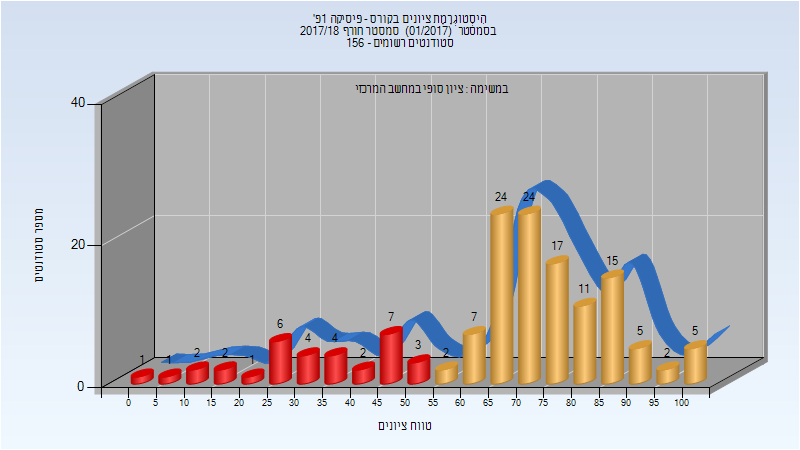 היסטוגרמת ציונים בקורס - פיסיקה 1פ'
בסמסטר (01/2017) סמסטר חורף 2017/18
סטודנטים רשומים - 156
במשימה : ציון סופי במחשב המרכזי
מספר סטודנטים
40
20
0
1 1 2 2 1 6 4 4 2 7 3 2 7 24 24 17 11 15 5 2 5
0 5 10 15 20 25 30 35 40 45 50 55 60 65 70 75 80 85 90 95 100
טווח ציונים